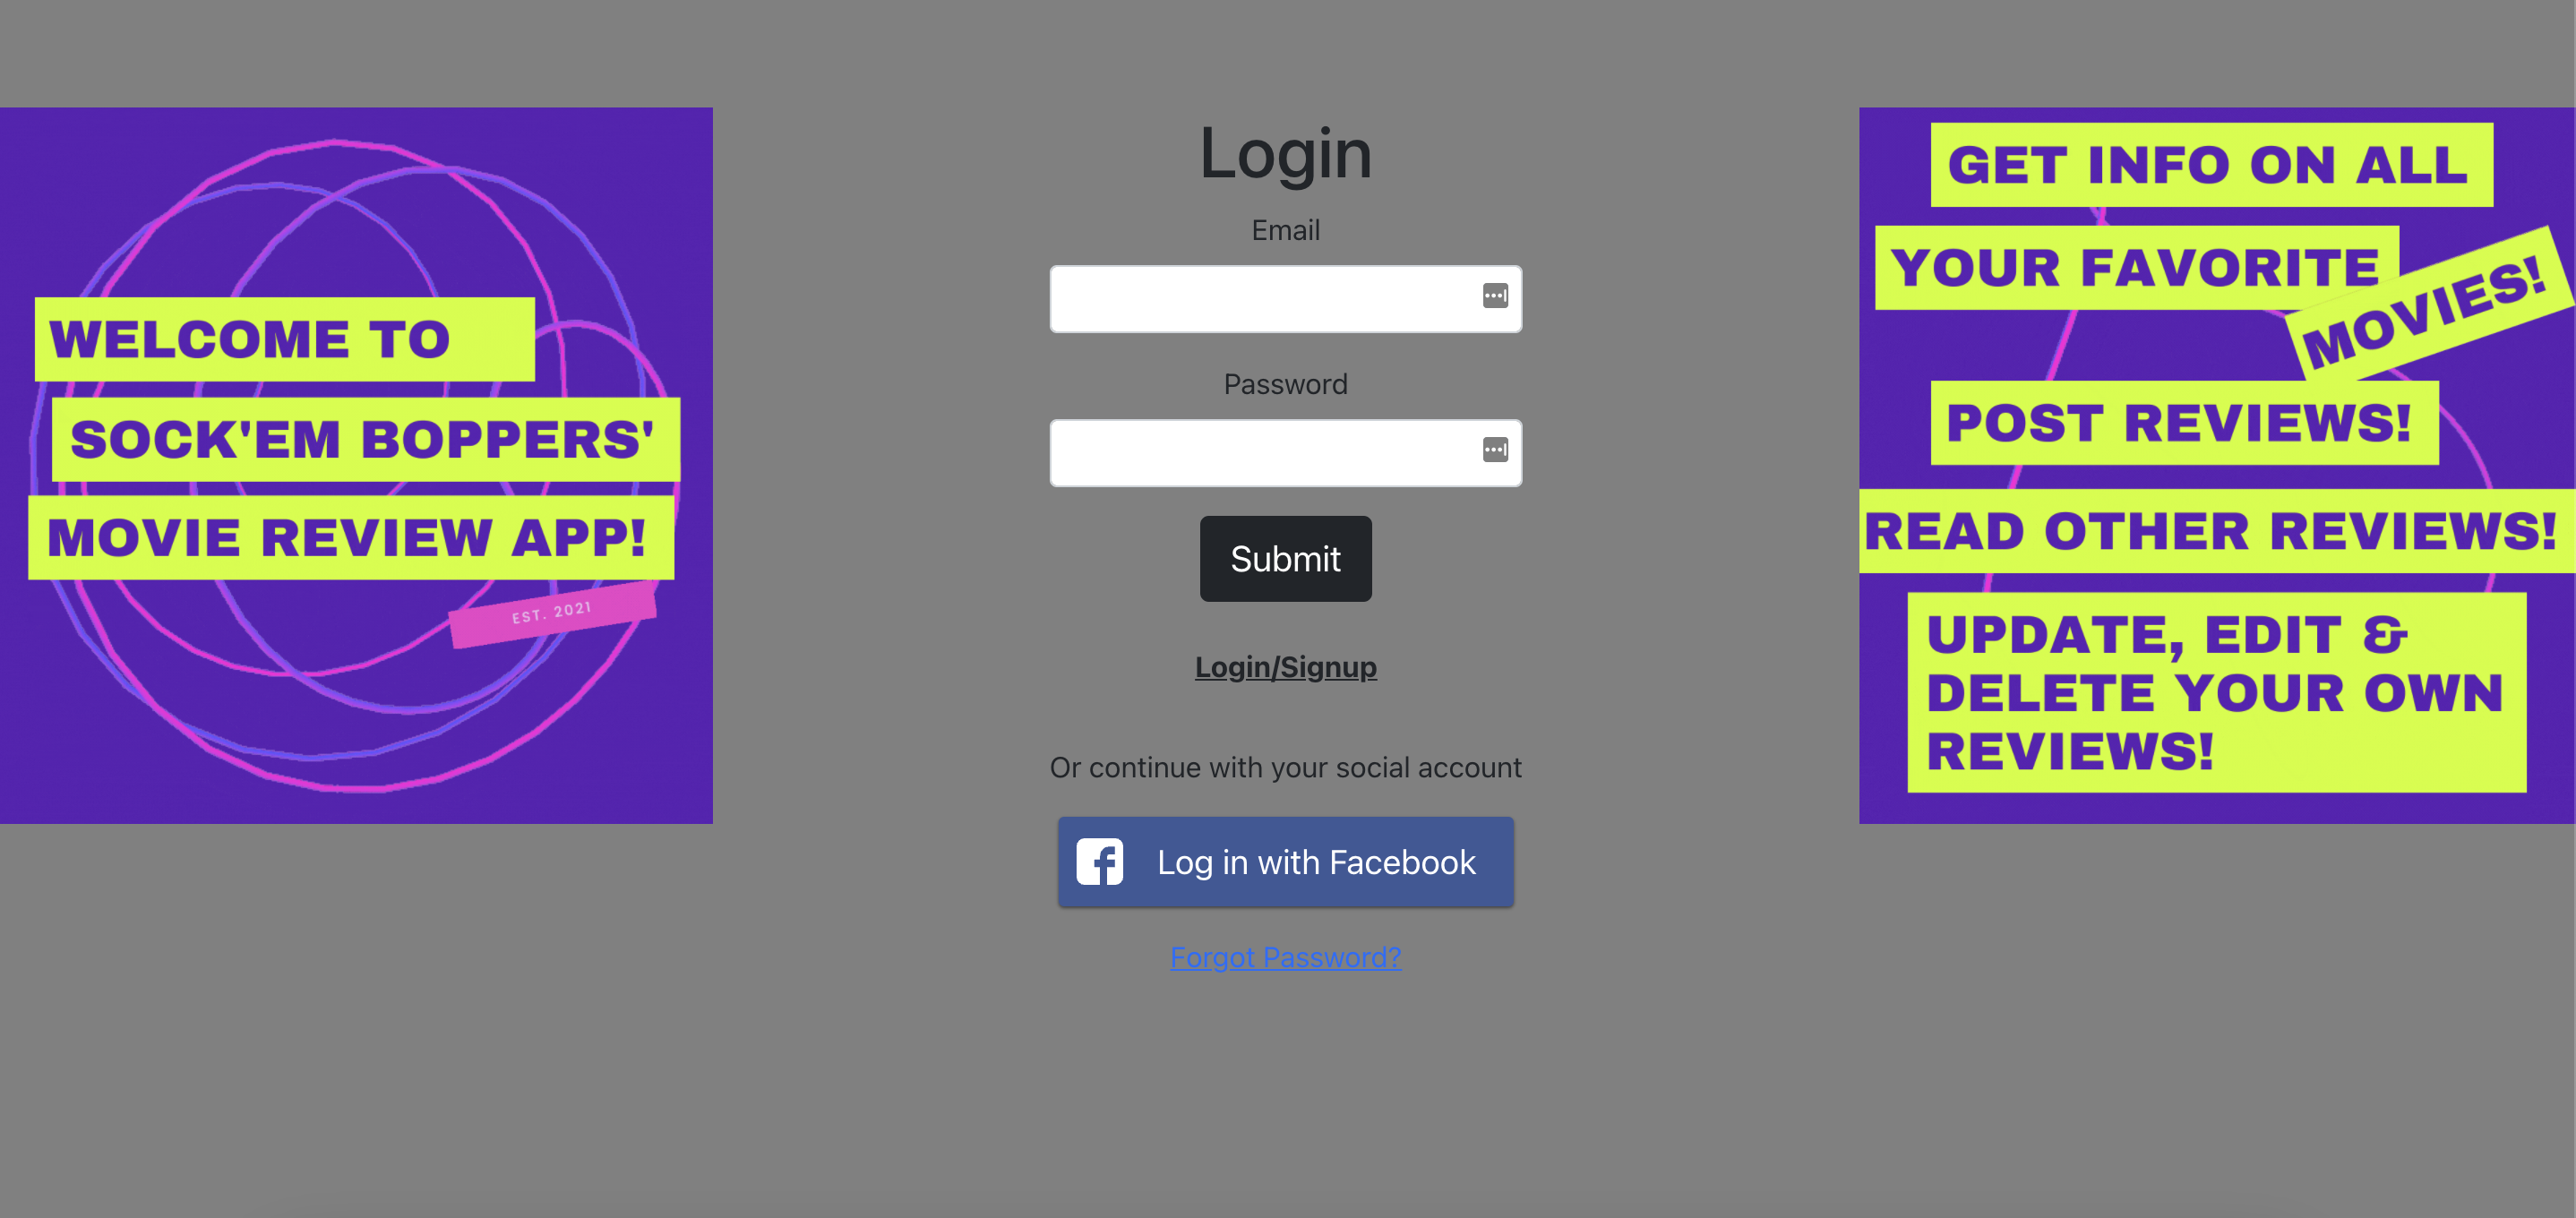 WELCOME TO
SOCK'EM BOPPERS'
MOVIE REVIEW APP!
EST. 2021
Login
Email
Password
Submit
Login/Signup
Or continue with your social account
Log in with Facebook
Forgot Password?
GET INFO ON ALL
YOUR FAVORITE
MOVIES!
POST REVIEWS!
READ OTHER REVIEWS!
UPDATE, EDIT &
DELETE YOUR OWN
REVIEWS!